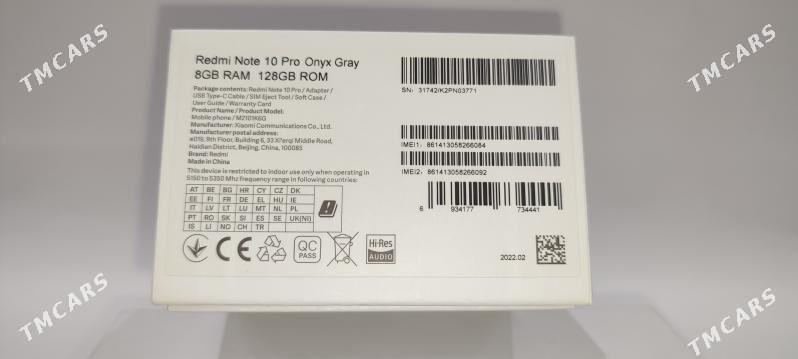 TMCARS
TMCARS
Redmi Note 10 Pro Onyx Gray
8GB RAM 128GB ROM
Package contents: Redmi Note 10 Pro / Adapter /
USB Type-C Cable / SIM Eject Tool / Soft Case /
User Guide / Warranty Card
Product Name / Product Model:
Mobile phone / M2101K6G
Manufacturer: Xiaomi Communications Co., Ltd.
Manufacturer postal address:
#019, 9th Floor, Building 6, 33 Xi'erqi Middle Road,
Haidian District, Beijing, China, 100085
Brand: Redmi
Made in China
This device is restricted to indoor use only when operating in
5150 to 5350 Mhz frequency range in following countries:
AT BE BG HR CY CZ DK
EE FI FR DE EL HU IE
IT LV LT LU MT NL PL
PT RO SK SI ES SE UK(NI)
IS LI NO CH TR
CE
QC
PASS
Hi-Res
AUDIO
SN: 31742/K2PN03771
IMEI1: 861413058266084
IMEI2: 861413058266092
6 934177 734441
2022.02
TMCARS
TMCARS